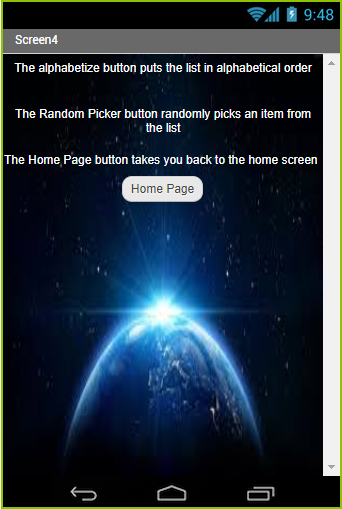 9:48
Screen4
The alphabetize button puts the list in alphabetical order
The Random Picker button randomly picks an item from
the list
The Home Page button takes you back to the home screen
Home Page